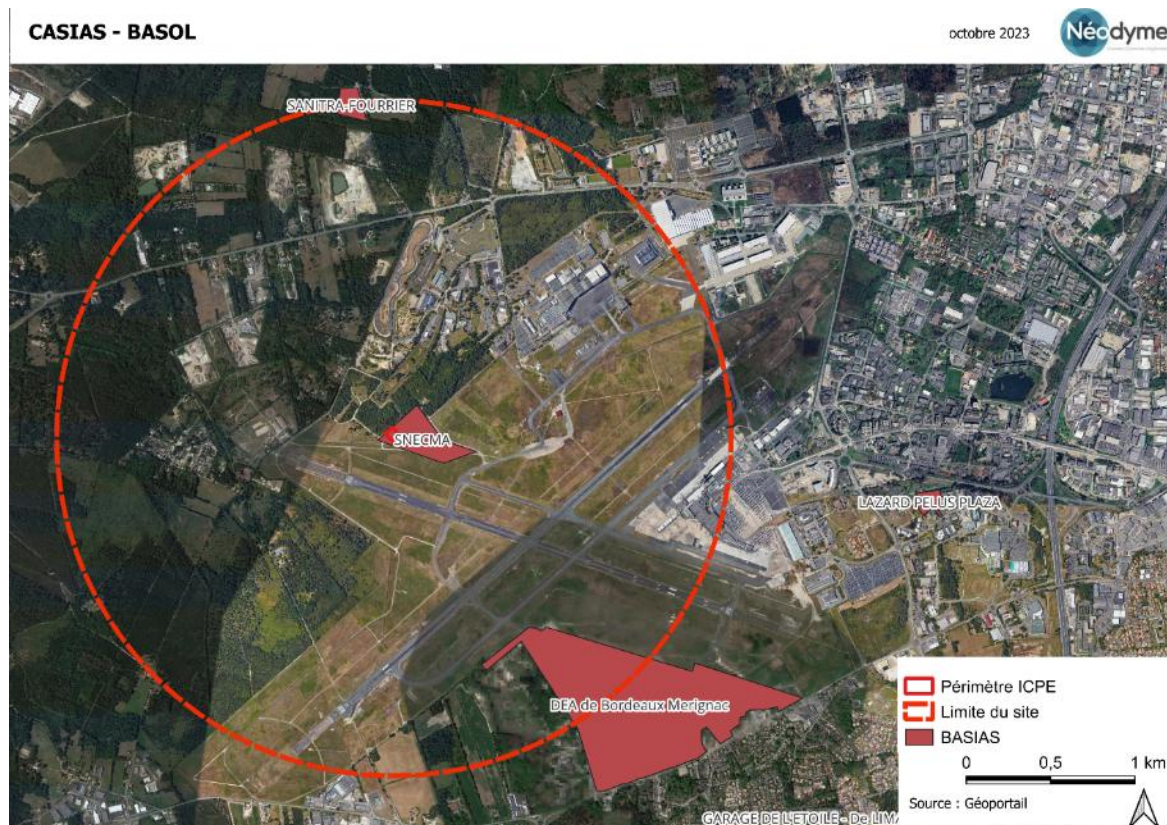 CASIAS - BASOL
octobre 2023
Néodyme
SANITRA-FOURRIER
SNECMA
LAZARD PELUS PLAZA
DEA de Bordeaux Merignac
GARAGE DE L'ETOILE - De LIMA
Périmètre ICPE
Limite du site
BASIAS
0 0,5 1 km
Source : Géoportail